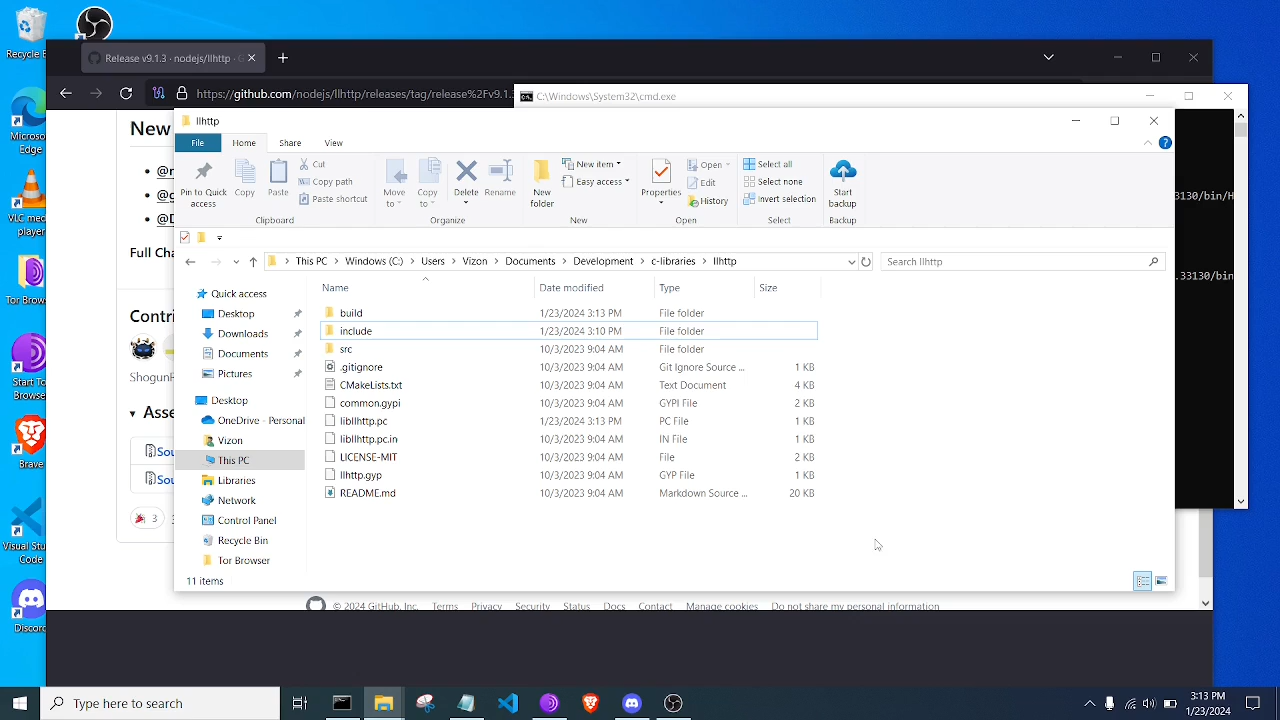 Recycle Bin
Release v9.1.3 · nodejs/llhttp · G
https://github.com/nodejs/llhttp/releases/tag/release%2Fv9.1.
C:\Windows\System32\cmd.exe
Microsoft
Edge
llhttp
New
File
Home
Share
View
@r
@g
@D
Pin to Quick
access
Copy
Paste
Cut
Copy path
Paste shortcut
Clipboard
Move
to
Copy
to
Delete
Rename
Organize
New
folder
New item
Easy access
New
Properties
Open
Edit
History
Open
Select all
Select none
Invert selection
Select
Start
backup
Backup
33130/bin/H
VLC media
player
Full Cha
This PC
Windows (C:)
Users
Vizon
Documents
Development
c-libraries
llhttp
Search llhttp
.33130/bin
Tor Browser
Quick access
Desktop
Downloads
Documents
Pictures
Desktop
OneDrive - Personal
Vizon
This PC
Libraries
Network
Control Panel
Recycle Bin
Tor Browser
Name
Date modified
Type
Size
build 1/23/2024 3:13 PM File folder
include 1/23/2024 3:10 PM File folder
src 10/3/2023 9:04 AM File folder
.gitignore 10/3/2023 9:04 AM Git Ignore Source ... 1 KB
CMakeLists.txt 10/3/2023 9:04 AM Text Document 4 KB
common.gypi 10/3/2023 9:04 AM GYPI File 2 KB
libllhttp.pc 1/23/2024 3:13 PM PC File 1 KB
libllhttp.pc.in 10/3/2023 9:04 AM IN File 1 KB
LICENSE-MIT 10/3/2023 9:04 AM File 2 KB
llhttp.gyp 10/3/2023 9:04 AM GYP File 1 KB
README.md 10/3/2023 9:04 AM Markdown Source ... 20 KB
Contri
ShogunP
Start Tor
Browser
Asse
Sou
Sou
Brave
3
Visual Studio
Code
11 items
Discord
© 2024 GitHub, Inc. Terms Privacy Security Status Docs Contact Manage cookies Do not share my personal information
Type here to search
3:13 PM
1/23/2024